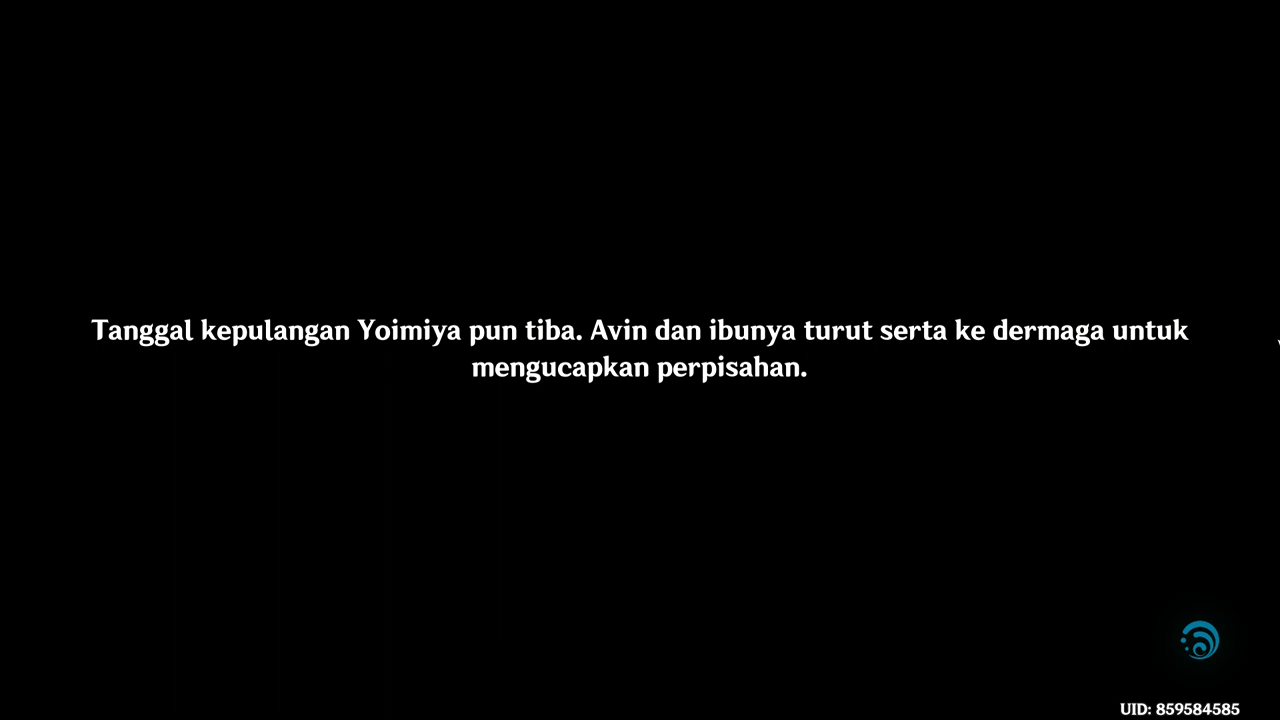 Tanggal kepulangan Yoimiya pun tiba. Avin dan ibunya turut serta ke dermaga untuk
mengucapkan perpisahan.
UID: 859584585